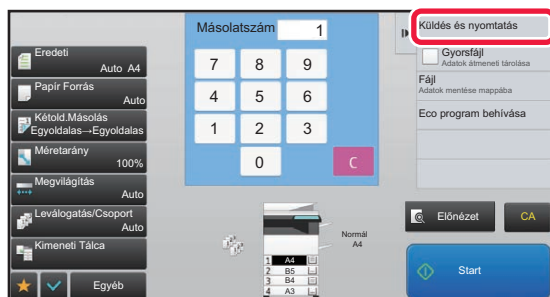 Eredeti
Auto A4
Papír Forrás
Auto
Kétold.Másolás
Egyoldalas→Egyoldalas
Méretarány
100%
Megvilágítás
Auto
Leválogatás/Csoport
Auto
Kimeneti Tálca
Egyéb
Másolatszám 1
7 8 9
4 5 6
1 2 3
0 C
Normál
A4
1 A4
2 B5
3 B4
4 A3
Küldés és nyomtatás
Gyorsfájl
Adatok átmeneti tárolása
Fájl
Adatok mentése mappába
Eco program behívása
Előnézet CA
Start